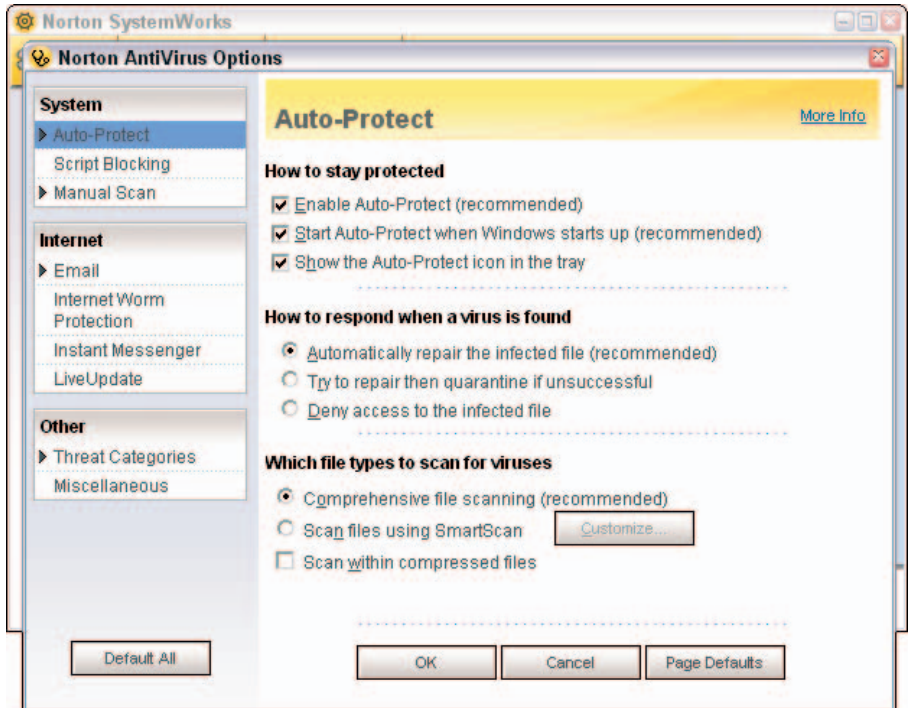 Norton SystemWorks
Norton AntiVirus Options
System
Auto-Protect
Script Blocking
Manual Scan
Internet
Email
Internet Worm
Protection
Instant Messenger
LiveUpdate
Other
Threat Categories
Miscellaneous
Default All
Auto-Protect
More Info
How to stay protected
Enable Auto-Protect (recommended)
Start Auto-Protect when Windows starts up (recommended)
Show the Auto-Protect icon in the tray
How to respond when a virus is found
Automatically repair the infected file (recommended)
Try to repair then quarantine if unsuccessful
Deny access to the infected file
Which file types to scan for viruses
Comprehensive file scanning (recommended)
Scan files using SmartScan
Customize...
Scan within compressed files
OK
Cancel
Page Defaults